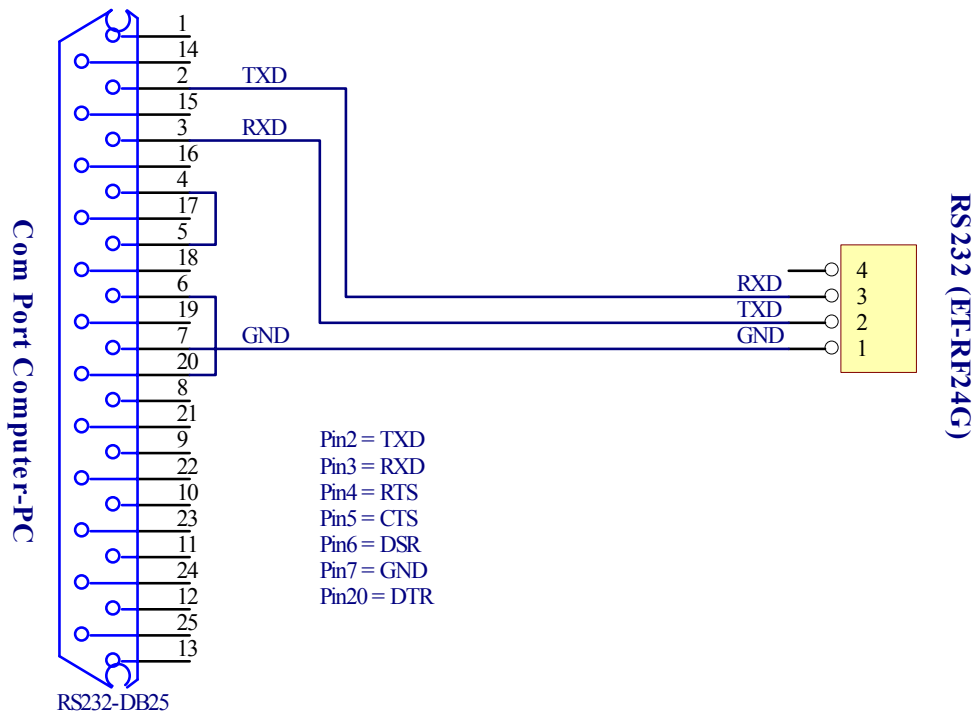 1
14
2
TXD
15
3
RXD
16
4
17
5
18
6
19
7
GND
20
8
21
9
22
10
23
11
24
12
25
13
Com Port Computer-PC
RS232-DB25
Pin2 = TXD
Pin3 = RXD
Pin4 = RTS
Pin5 = CTS
Pin6 = DSR
Pin7 = GND
Pin20 = DTR
4
RXD
3
TXD
2
GND
1
RS232 (ET-RF24G)